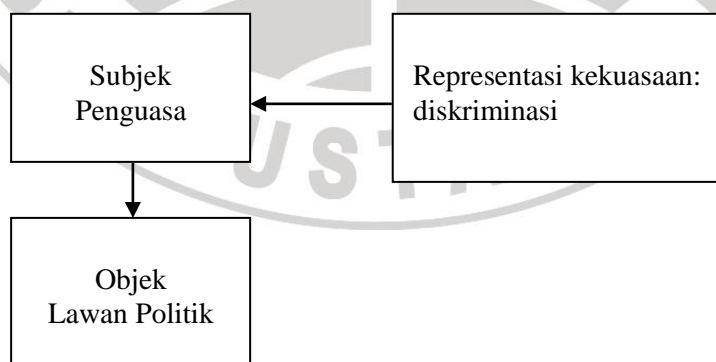 Subjek
Penguasa
Representasi kekuasaan:
diskriminasi
Objek
Lawan Politik